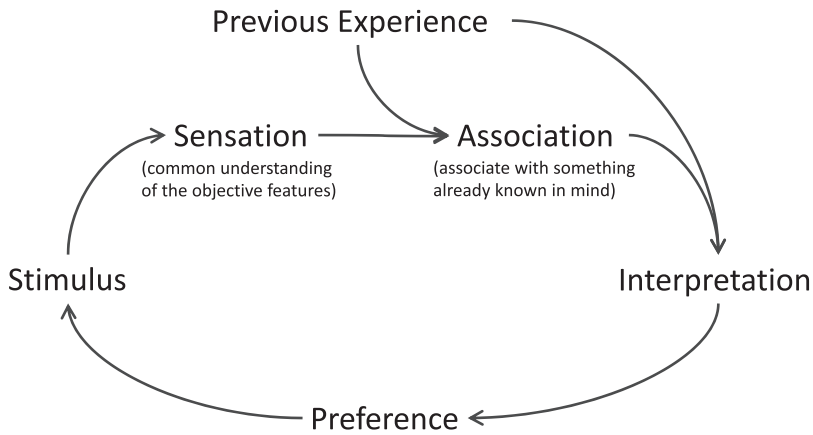 Previous Experience
Sensation
(common understanding
of the objective features)
Association
(associate with something
already known in mind)
Stimulus
Interpretation
Preference